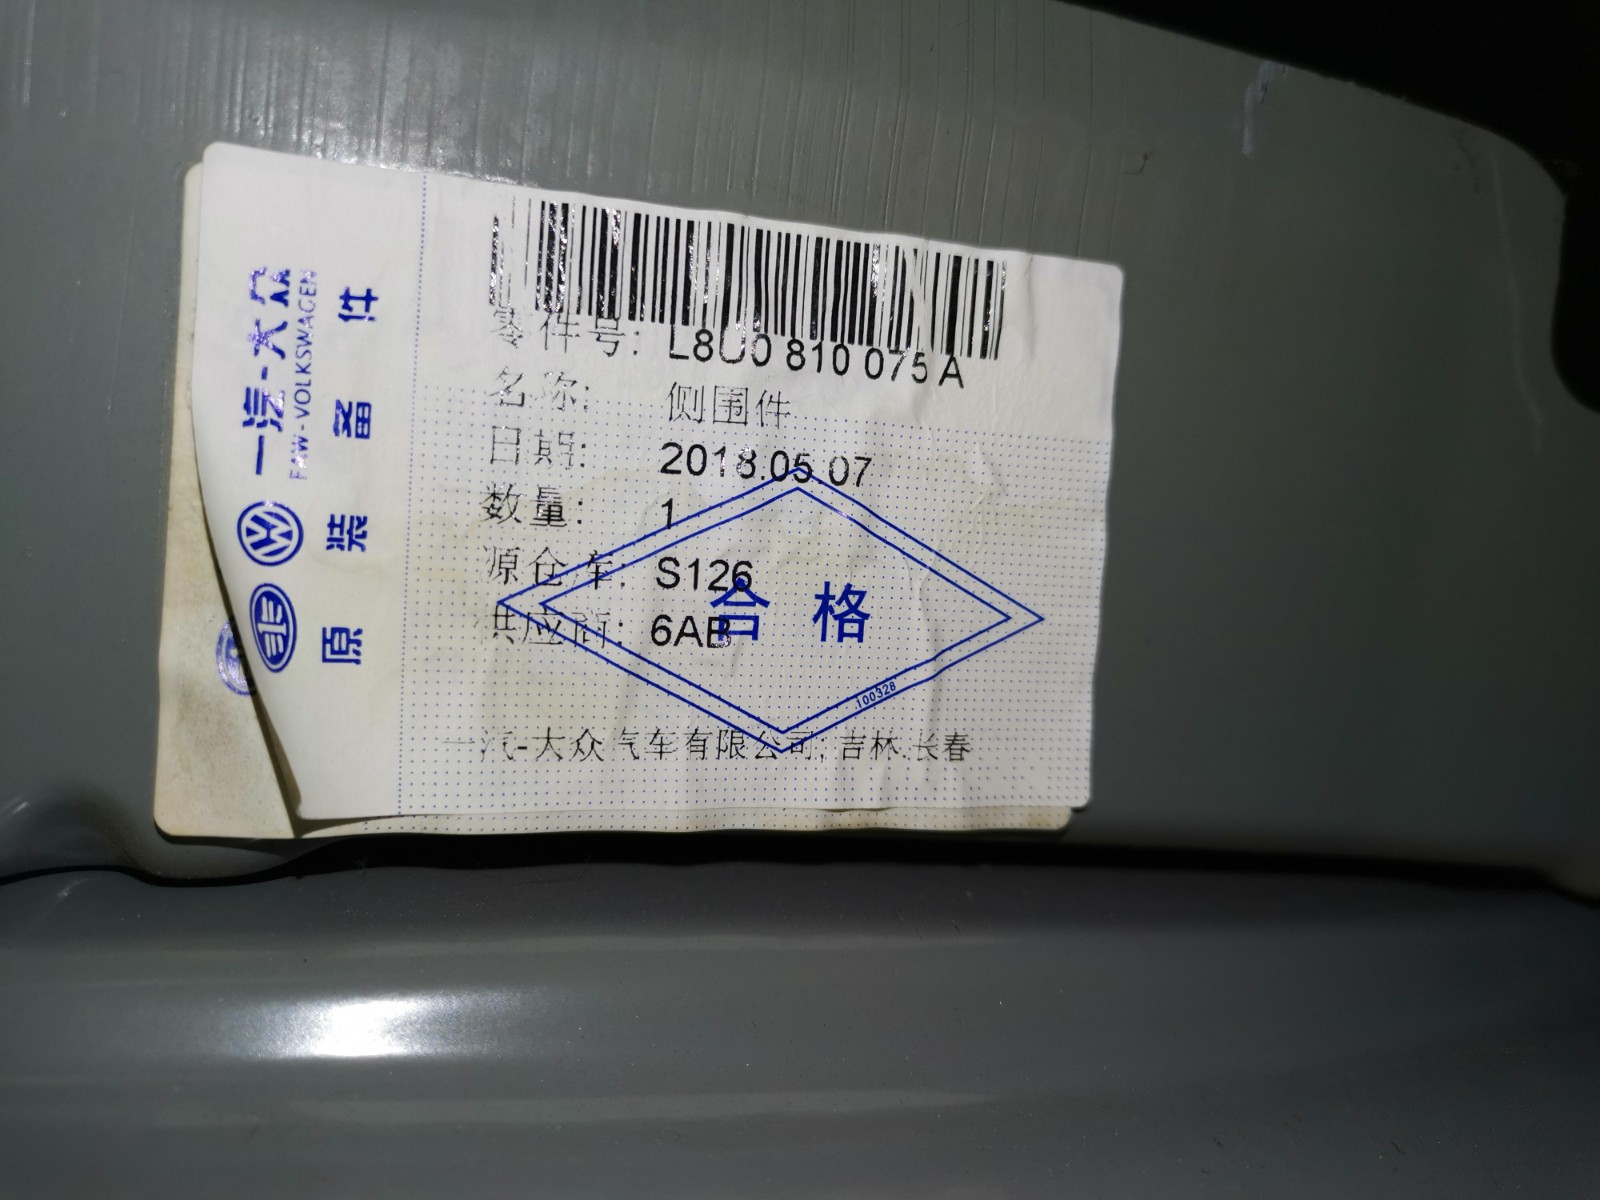 一汽-大众
FAW-VOLKSWAGEN
原装备件
零件号: L8U0 810 075 A
名称: 侧围件
日期: 2018.05.07
数量: 1
源仓库: S126
供应商: 6AB
合格
100328
一汽-大众汽车有限公司; 吉林.长春